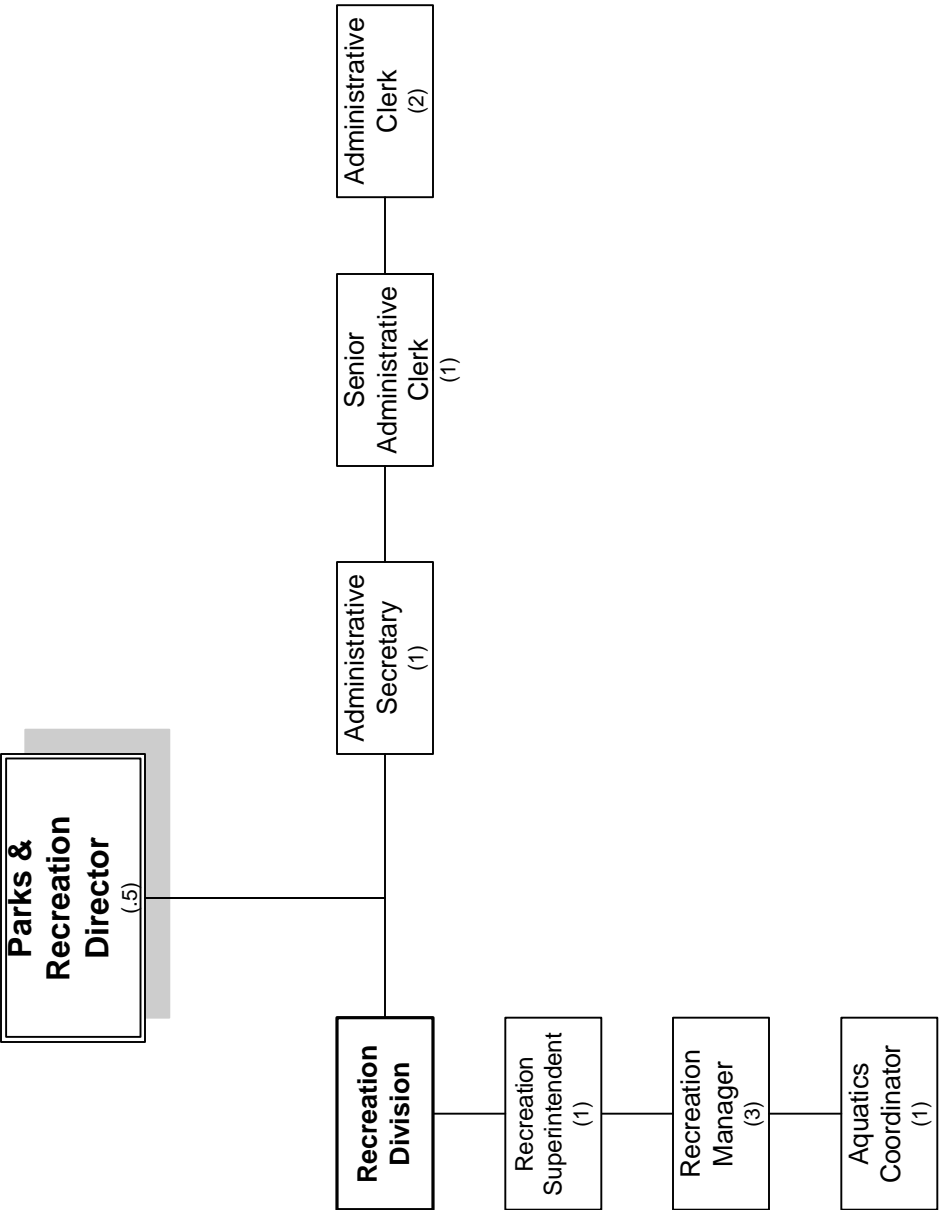 Parks &
Recreation
Director
(.5)
Recreation
Division
Administrative
Secretary
(1)
Senior
Administrative
Clerk
(1)
Administrative
Clerk
(2)
Recreation
Superintendent
(1)
Recreation
Manager
(3)
Aquatics
Coordinator
(1)